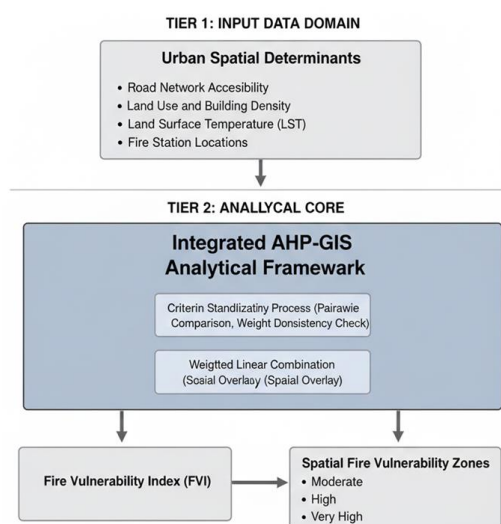 TIER 1: INPUT DATA DOMAIN
Urban Spatial Determinants
• Road Network Accesibility
• Land Use and Building Density
• Land Surface Temperature (LST)
• Fire Station Locations
TIER 2: ANALLYCAL CORE
Integrated AHP-GIS
Analytical Framework
Criterin Standlizatiny Process (Pairawie
Comparison, Weight Donsistency Check)
Weigtted Linear Combination
(Soaial Overlaay (Spaial Overlay)
Fire Vulnerability Index (FVI)
Spatial Fire Vulnerability Zones
• Moderate
• High
• Very High